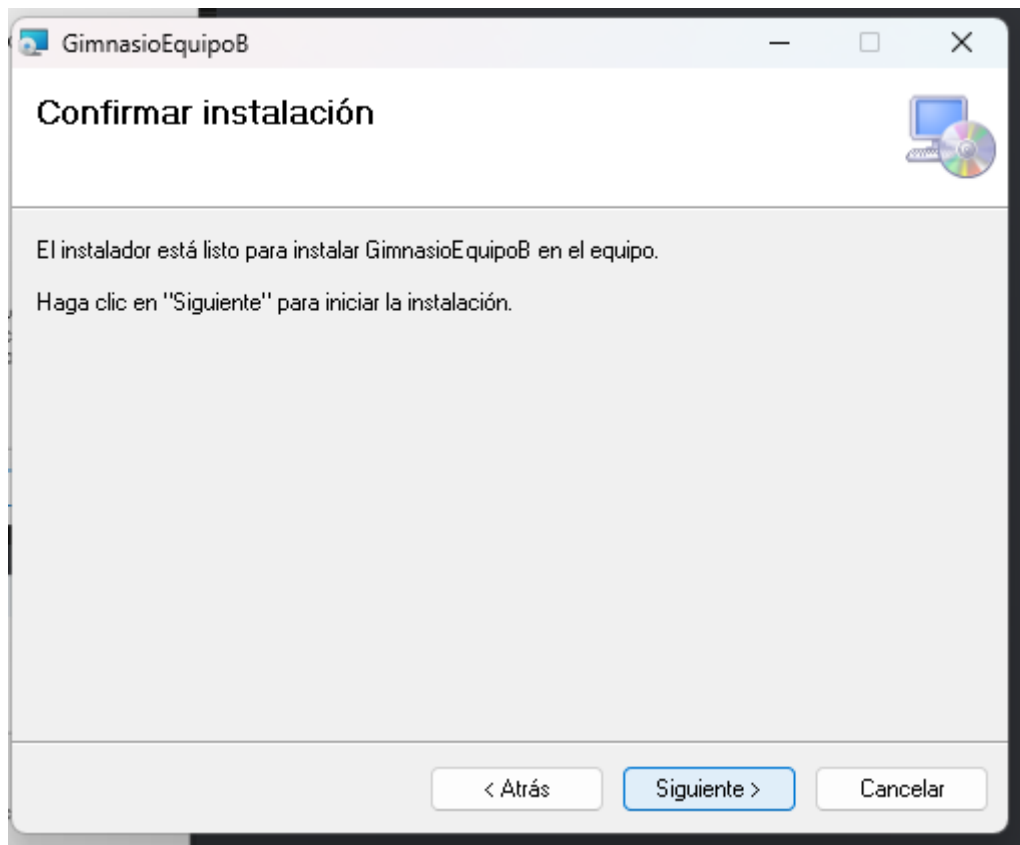 GimnasioEquipoB
Confirmar instalación
El instalador está listo para instalar GimnasioEquipoB en el equipo.
Haga clic en "Siguiente" para iniciar la instalación.
< Atrás
Siguiente >
Cancelar